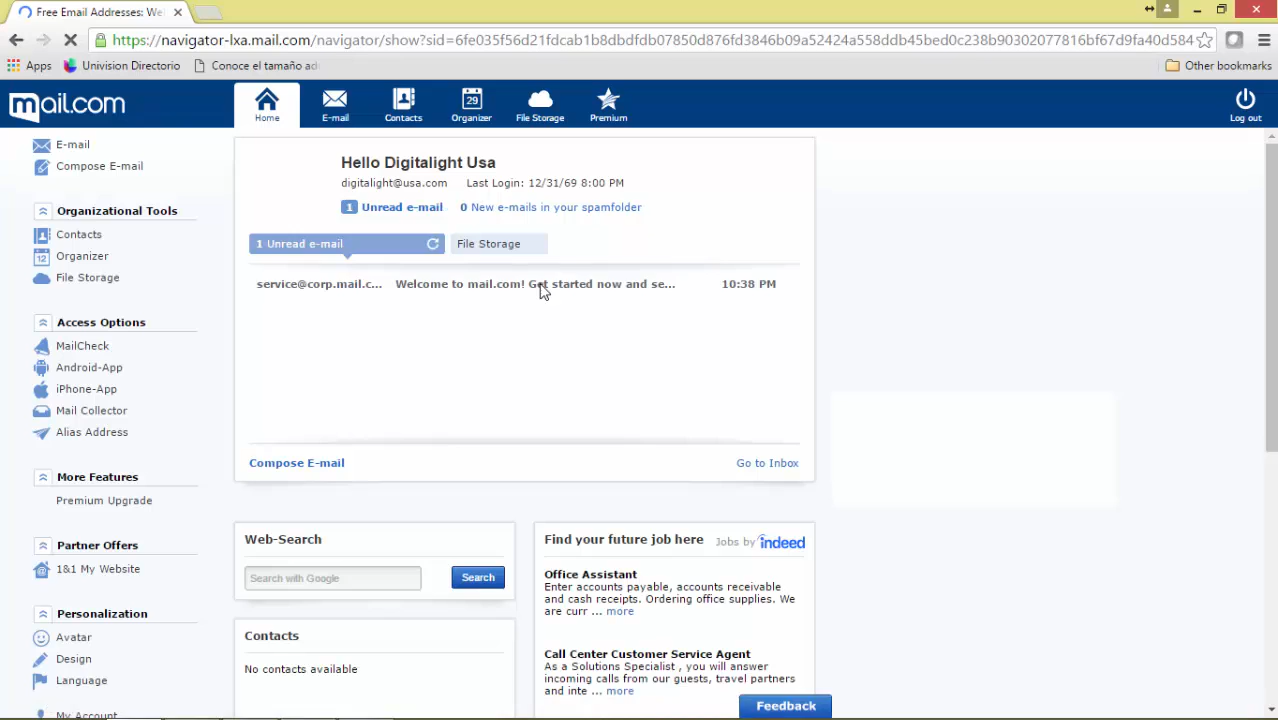 Free Email Addresses: We
https://navigator-lxa.mail.com/navigator/show?sid=6fe035f56d21fdcab1b8dbdfdb07850d876fd3846b09a52424a558ddb45bed0c238b90302077816bf67d9fa40d584
Apps Univision Directorio Conoce el tamaño ad Other bookmarks
mail.com
Home E-mail Contacts 29 Organizer File Storage Premium Log out
E-mail
Compose E-mail
Organizational Tools
Contacts
12 Organizer
File Storage
Access Options
MailCheck
Android-App
iPhone-App
Mail Collector
Alias Address
More Features
Premium Upgrade
Partner Offers
1&1 My Website
Personalization
Avatar
Design
Language
My Account
Hello Digitalight Usa
digitalight@usa.com Last Login: 12/31/69 8:00 PM
1 Unread e-mail 0 New e-mails in your spamfolder
1 Unread e-mail File Storage
service@corp.mail.c... Welcome to mail.com! Get started now and se... 10:38 PM
Compose E-mail Go to Inbox
Web-Search
Search with Google Search
Contacts
No contacts available
Find your future job here Jobs by indeed
Office Assistant
Enter accounts payable, accounts receivable
and cash receipts. Ordering office supplies. We
are curr ... more
Call Center Customer Service Agent
As a Solutions Specialist , you will answer
incoming calls from our guests, travel partners
and inte ... more
Feedback